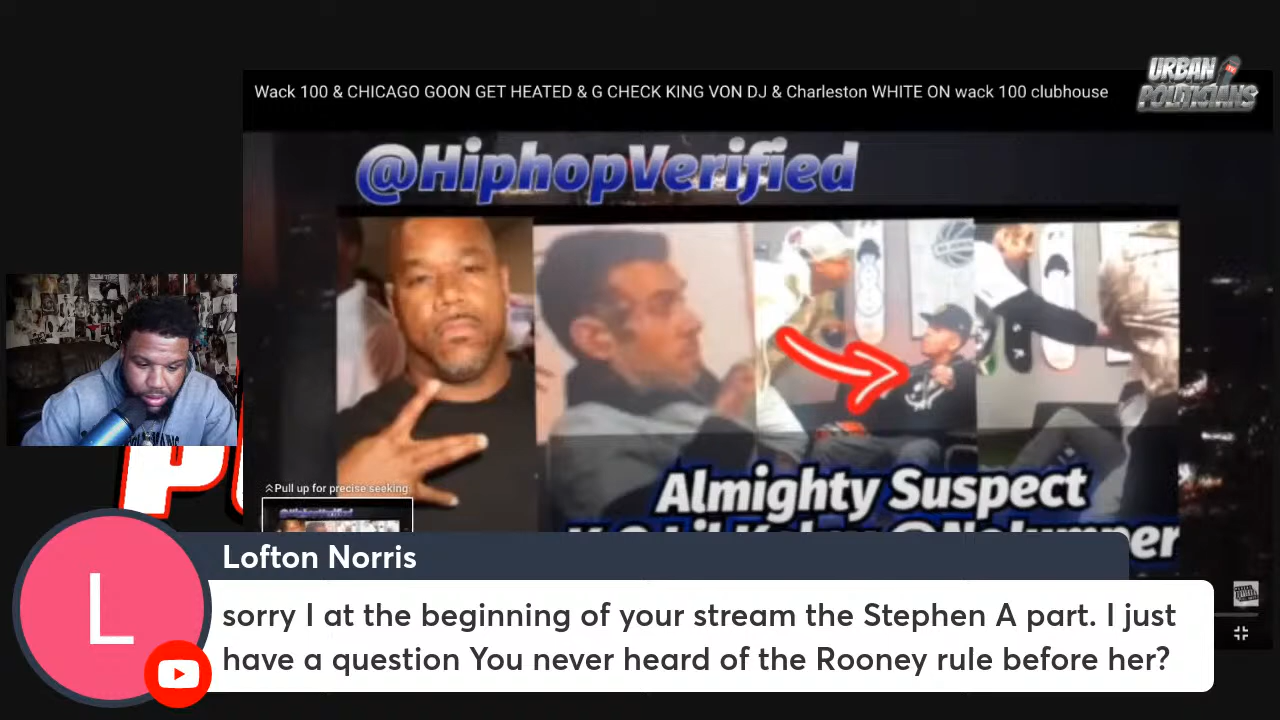 URBAN
POLITICIANS
Wack 100 & CHICAGO GOON GET HEATED & G CHECK KING VON DJ & Charleston WHITE ON wack 100 clubhouse
@HiphopVerified
Pull up for precise seeking
@HiphopVerified
Almighty Suspect
L
Lofton Norris
sorry I at the beginning of your stream the Stephen A part. I just
have a question You never heard of the Rooney rule before her?